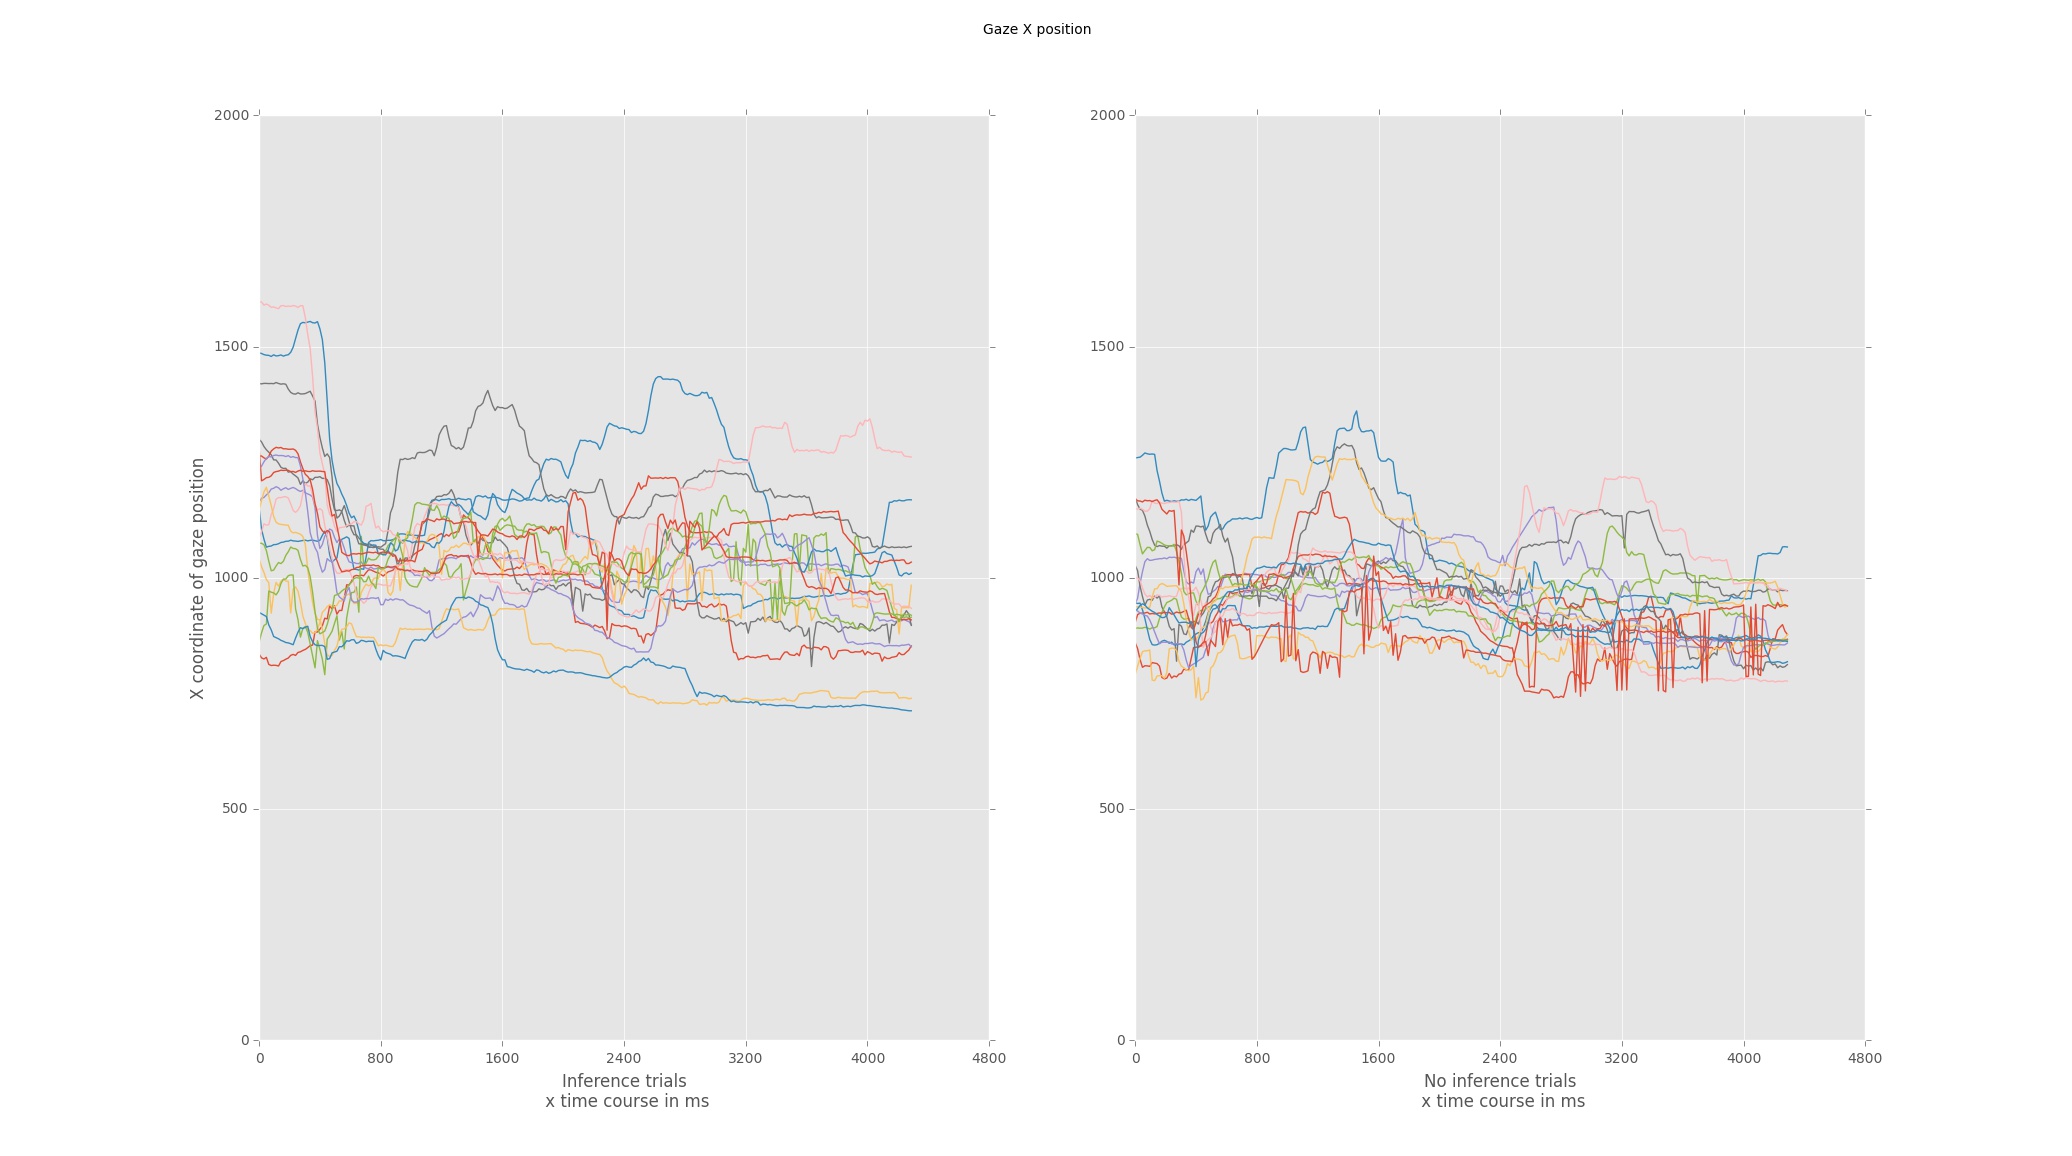 Gaze X position
2000
1500
1000
500
0
X coordinate of gaze position
0 800 1600 2400 3200 4000 4800
Inference trials
x time course in ms
2000
1500
1000
500
0
0 800 1600 2400 3200 4000 4800
No inference trials
x time course in ms